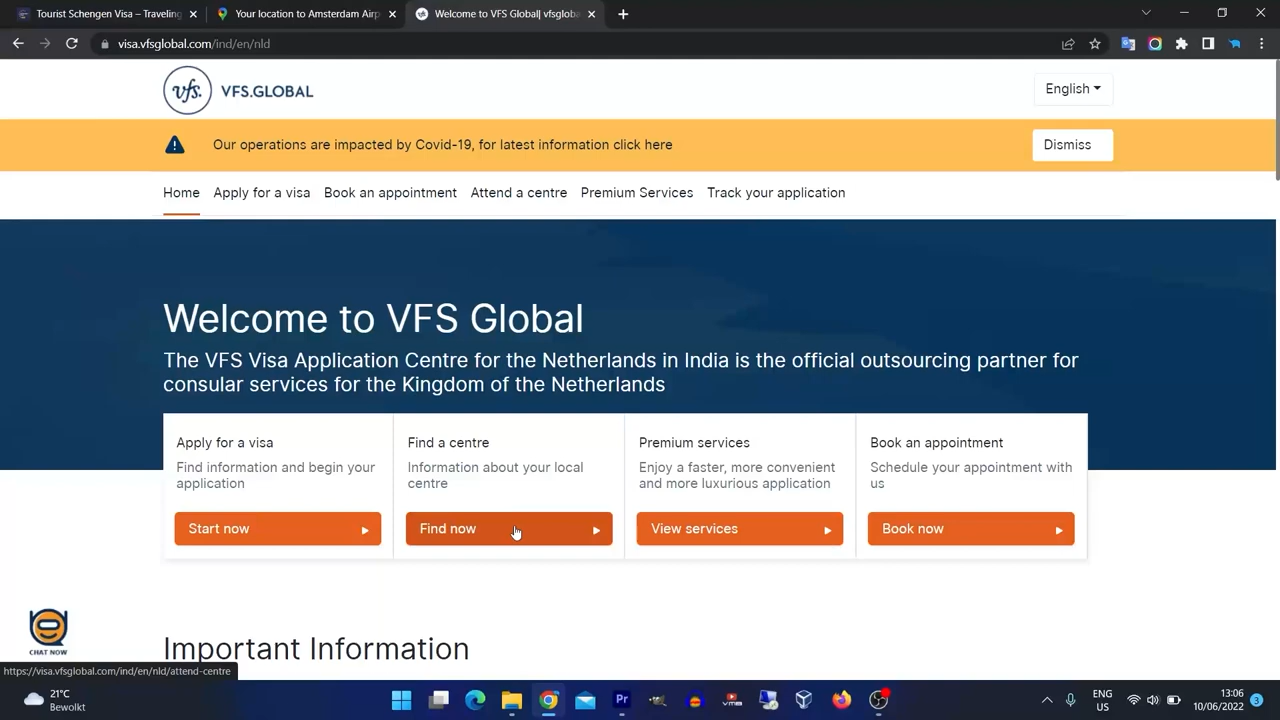 Tourist Schengen Visa – Traveling
Your location to Amsterdam Airp
Welcome to VFS Global| vfsgloba
visa.vfsglobal.com/ind/en/nld
vfs.
VFS.GLOBAL
English
Our operations are impacted by Covid-19, for latest information click here
Dismiss
Home
Apply for a visa
Book an appointment
Attend a centre
Premium Services
Track your application
Welcome to VFS Global
The VFS Visa Application Centre for the Netherlands in India is the official outsourcing partner for
consular services for the Kingdom of the Netherlands
Apply for a visa
Find information and begin your
application
Start now
Find a centre
Information about your local
centre
Find now
Premium services
Enjoy a faster, more convenient
and more luxurious application
View services
Book an appointment
Schedule your appointment with
us
Book now
CHAT NOW
Important Information
https://visa.vfsglobal.com/ind/en/nld/attend-centre
21°C
Bewolkt
Pr
ENG
US
13:06
10/06/2022
3